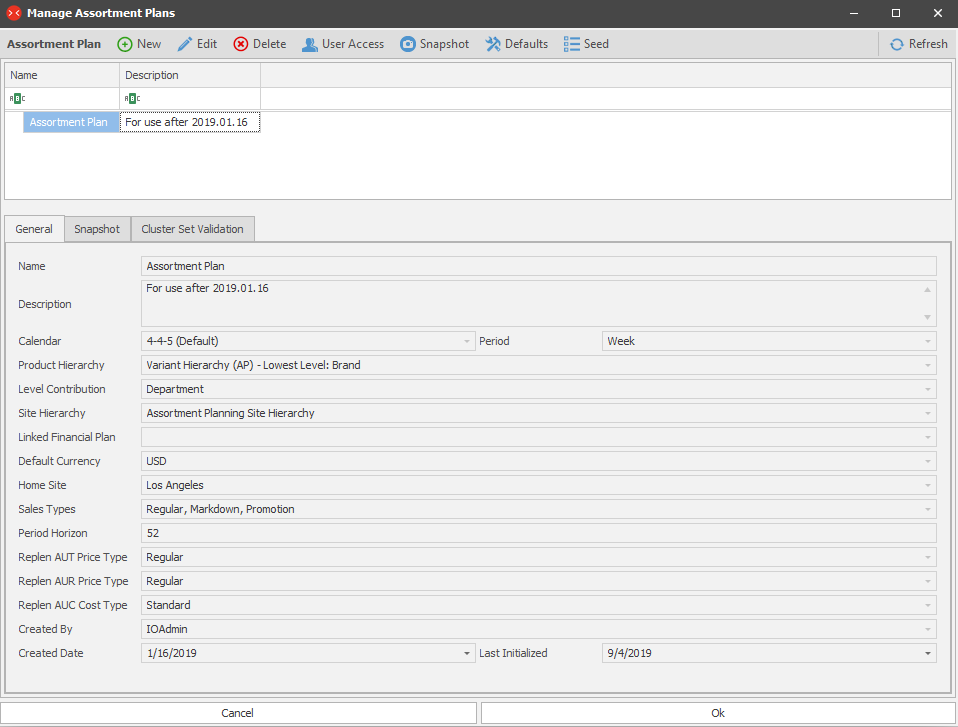 Manage Assortment Plans
Assortment Plan New Edit Delete User Access Snapshot Defaults Seed Refresh
Name Description
ABC ABC
Assortment Plan For use after 2019.01.16
General Snapshot Cluster Set Validation
Name Assortment Plan
Description For use after 2019.01.16
Calendar 4-4-5 (Default) Period Week
Product Hierarchy Variant Hierarchy (AP) - Lowest Level: Brand
Level Contribution Department
Site Hierarchy Assortment Planning Site Hierarchy
Linked Financial Plan
Default Currency USD
Home Site Los Angeles
Sales Types Regular, Markdown, Promotion
Period Horizon 52
Replen AUT Price Type Regular
Replen AUR Price Type Regular
Replen AUC Cost Type Standard
Created By IOAdmin
Created Date 1/16/2019 Last Initialized 9/4/2019
Cancel Ok